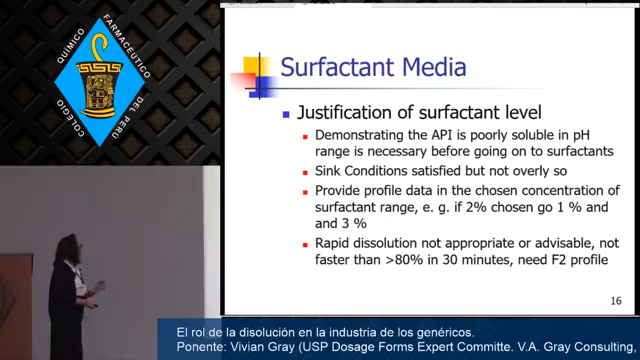 QUÍMICO
FARMACÉUTICO
COLEGIO
DEL PERÚ
Surfactant Media
Justification of surfactant level
Demonstrating the API is poorly soluble in pH
range is necessary before going on to surfactants
Sink Conditions satisfied but not overly so
Provide profile data in the chosen concentration of
surfactant range, e. g. if 2% chosen go 1 % and
and 3 %
Rapid dissolution not appropriate or advisable, not
faster than >80% in 30 minutes, need F2 profile
16
El rol de la disolución en la industria de los genéricos.
Ponente: Vivian Gray (USP Dosage Forms Expert Committe. V.A. Gray Consulting,